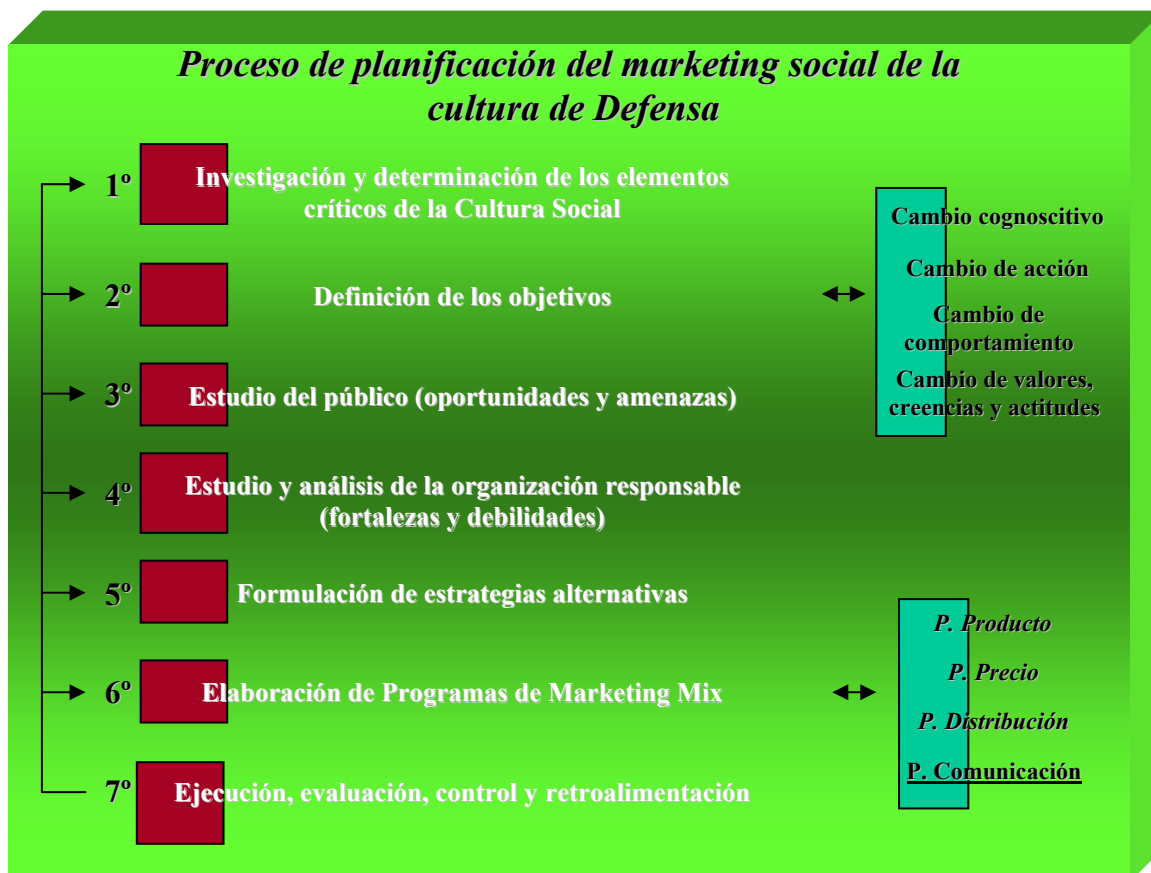 Proceso de planificación del marketing social de la
cultura de Defensa
1º
Investigación y determinación de los elementos
críticos de la Cultura Social
2º
Definición de los objetivos
Cambio cognoscitivo
Cambio de acción
Cambio de
comportamiento
Cambio de valores,
creencias y actitudes
3º
Estudio del público (oportunidades y amenazas)
4º
Estudio y análisis de la organización responsable
(fortalezas y debilidades)
5º
Formulación de estrategias alternativas
6º
Elaboración de Programas de Marketing Mix
P. Producto
P. Precio
P. Distribución
P. Comunicación
7º
Ejecución, evaluación, control y retroalimentación